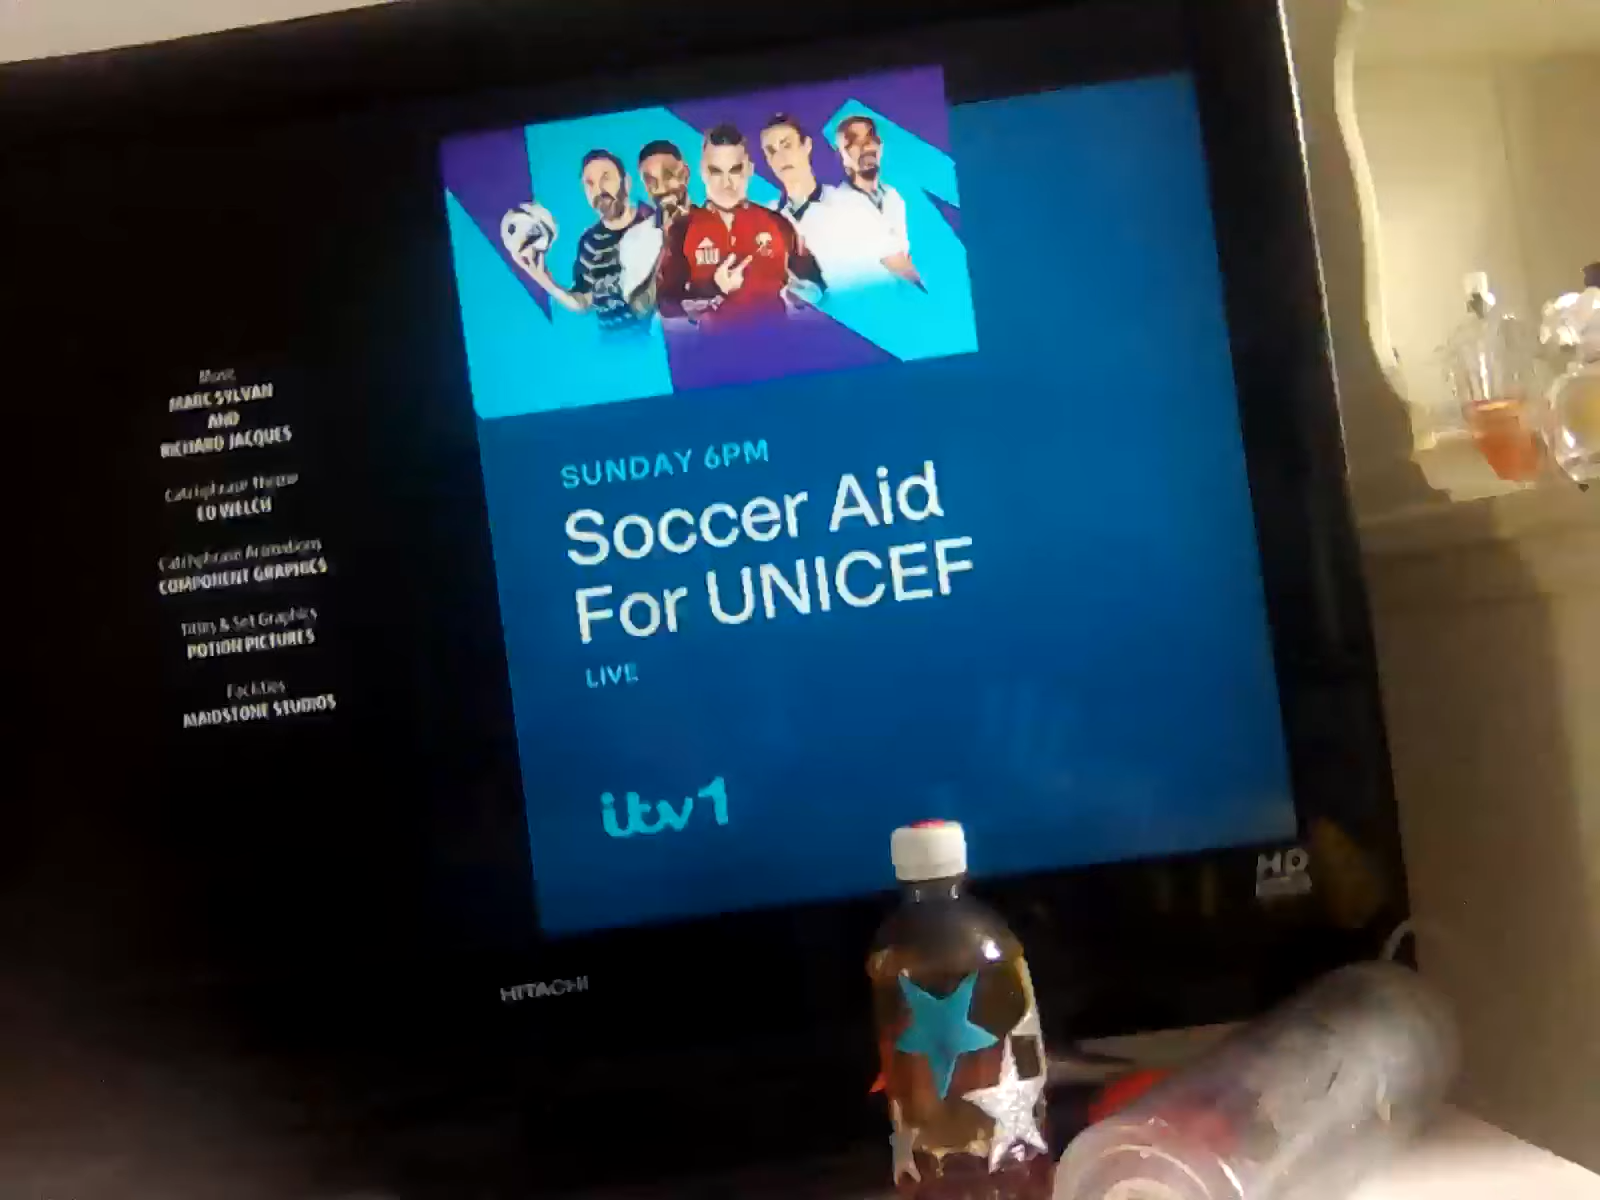 Music
MARC SYLVAN
AND
RICHARD JACQUES
Catchphrase Theme
ED WELCH
Catchphrase Animations
COMPONENT GRAPHICS
Titles & Set Graphics
POTION PICTURES
Facilities
MAIDSTONE STUDIOS
SUNDAY 6PM
Soccer Aid
For UNICEF
LIVE
itv1
HD
HITACHI